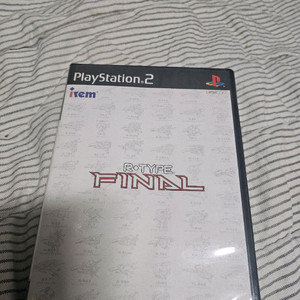 PlayStation.2
irem
R•TYPE
FINAL